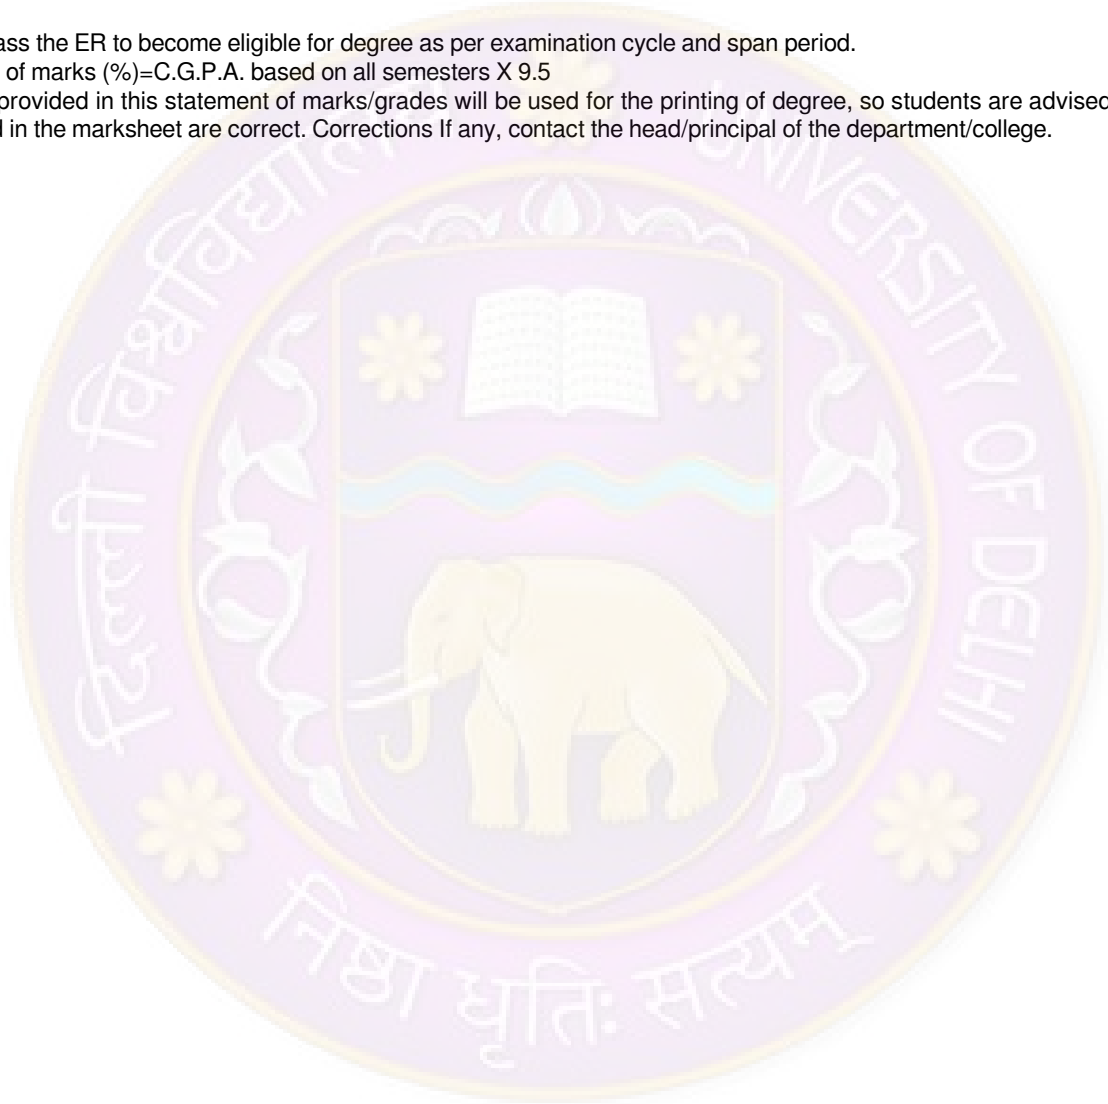 ass the ER to become eligible for degree as per examination cycle and span period.
of marks (%)=C.G.P.A. based on all semesters X 9.5
provided in this statement of marks/grades will be used for the printing of degree, so students are advised
d in the marksheet are correct. Corrections If any, contact the head/principal of the department/college.
दिल्ली विश्वविद्यालय
UNIVERSITY OF DELHI
निष्ठा धृतिः सत्यम्